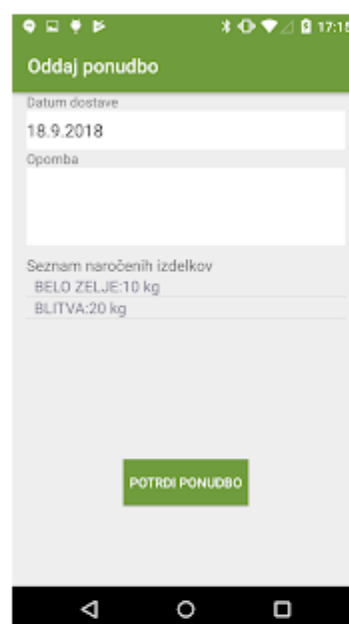 17:15
Oddaj ponudbo
Datum dostave
18.9.2018
Opomba
Seznam naročenih izdelkov
BELO ZELJE:10 kg
BLITVA:20 kg
POTRDI PONUDBO